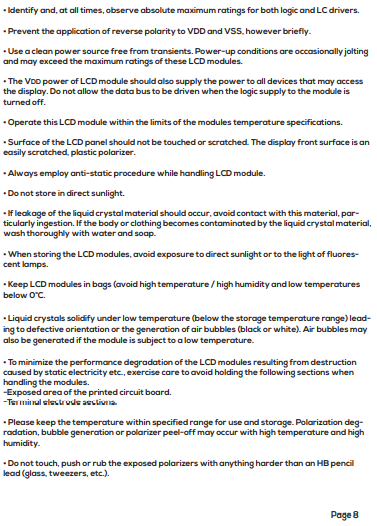 • Identify and, at all times, observe absolute maximum ratings for both logic and LC drivers.
• Prevent the application of reverse polarity to VDD and VSS, however briefly.
• Use a clean power source free from transients. Power-up conditions are occasionally jolting
and may exceed the maximum ratings of these LCD modules.
• The VDD power of LCD module should also supply the power to all devices that may access
the display. Do not allow the data bus to be driven when the logic supply to the module is
turned off.
• Operate this LCD module within the limits of the modules temperature specifications.
• Surface of the LCD panel should not be touched or scratched. The display front surface is an
easily scratched, plastic polarizer.
• Always employ anti-static procedure while handling LCD module.
• Do not store in direct sunlight.
• If leakage of the liquid crystal material should occur, avoid contact with this material, par-
ticularly ingestion. If the body or clothing becomes contaminated by the liquid crystal material,
wash thoroughly with water and soap.
• When storing the LCD modules, avoid exposure to direct sunlight or to the light of fluores-
cent lamps.
• Keep LCD modules in bags (avoid high temperature / high humidity and low temperatures
below 0°C.
• Liquid crystals solidify under low temperature (below the storage temperature range) lead-
ing to defective orientation or the generation of air bubbles (black or white). Air bubbles may
also be generated if the module is subject to a low temperature.
• To minimize the performance degradation of the LCD modules resulting from destruction
caused by static electricity etc., exercise care to avoid holding the following sections when
handling the modules.
-Exposed area of the printed circuit board.
-Terminal electrode sections.
• Please keep the temperature within specified range for use and storage. Polarization deg-
radation, bubble generation or polarizer peel-off may occur with high temperature and high
humidity.
• Do not touch, push or rub the exposed polarizers with anything harder than an HB pencil
lead (glass, tweezers, etc.).
Page 8